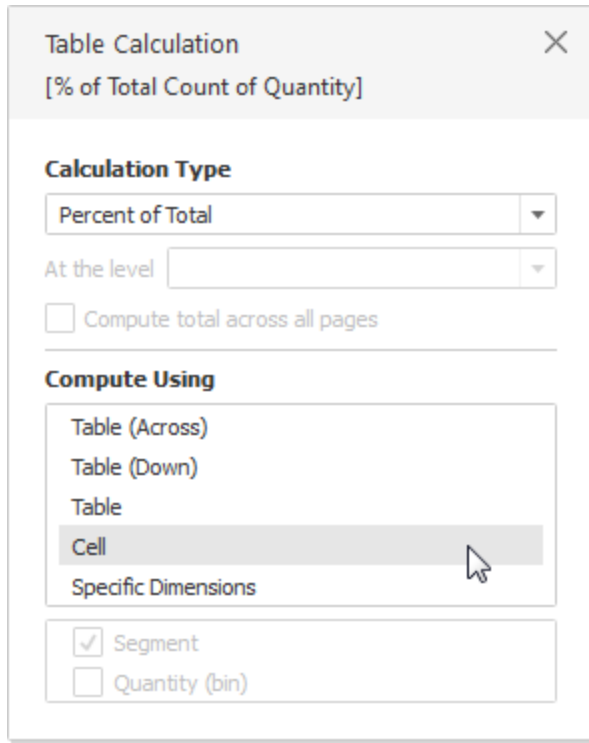 Table Calculation
[% of Total Count of Quantity]
Calculation Type
Percent of Total
At the level
Compute total across all pages
Compute Using
Table (Across)
Table (Down)
Table
Cell
Specific Dimensions
Segment
Quantity (bin)